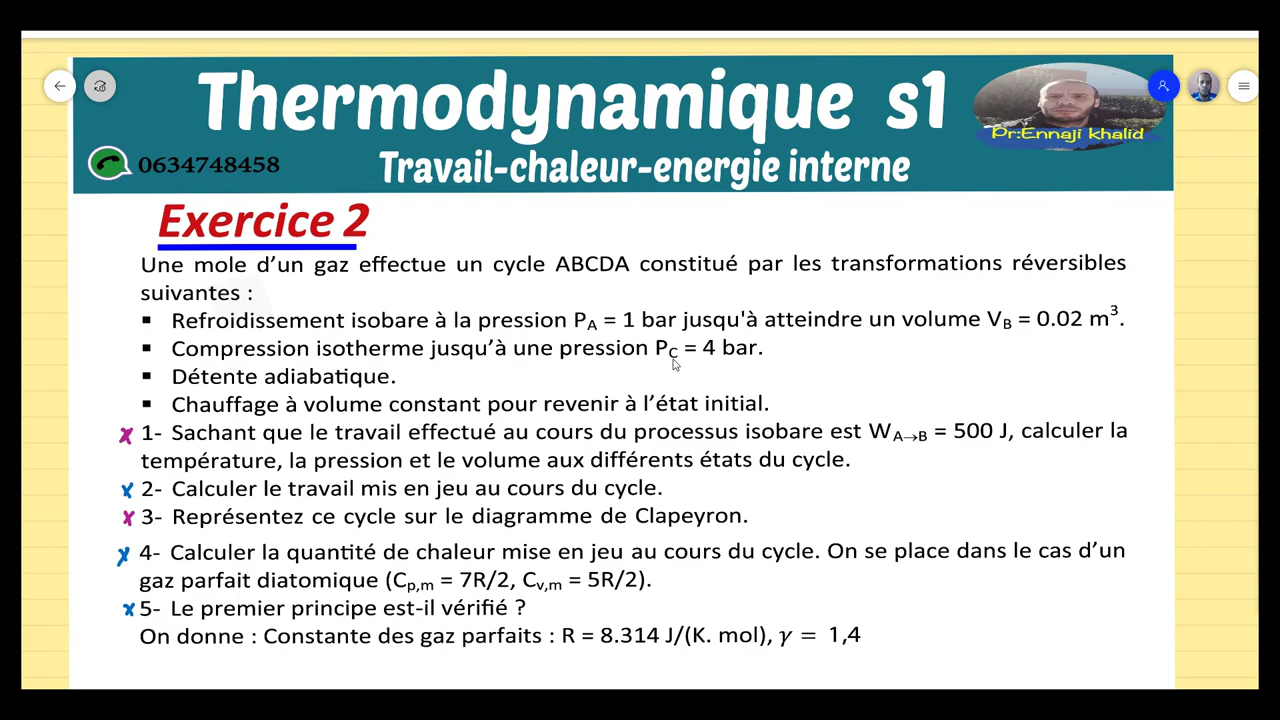 Thermodynamique s1
Pr:Ennaji khalid
0634748458
Travail-chaleur-energie interne
Exercice 2
Une mole d'un gaz effectue un cycle ABCDA constitué par les transformations réversibles
suivantes :
▪ Refroidissement isobare à la pression P_A = 1 bar jusqu'à atteindre un volume V_B = 0.02 m³.
▪ Compression isotherme jusqu'à une pression P_C = 4 bar.
▪ Détente adiabatique.
▪ Chauffage à volume constant pour revenir à l'état initial.
x 1- Sachant que le travail effectué au cours du processus isobare est W_A→B = 500 J, calculer la
température, la pression et le volume aux différents états du cycle.
x 2- Calculer le travail mis en jeu au cours du cycle.
x 3- Représentez ce cycle sur le diagramme de Clapeyron.
x 4- Calculer la quantité de chaleur mise en jeu au cours du cycle. On se place dans le cas d'un
gaz parfait diatomique (C_p,m = 7R/2, C_v,m = 5R/2).
x 5- Le premier principe est-il vérifié ?
On donne : Constante des gaz parfaits : R = 8.314 J/(K. mol), γ = 1,4